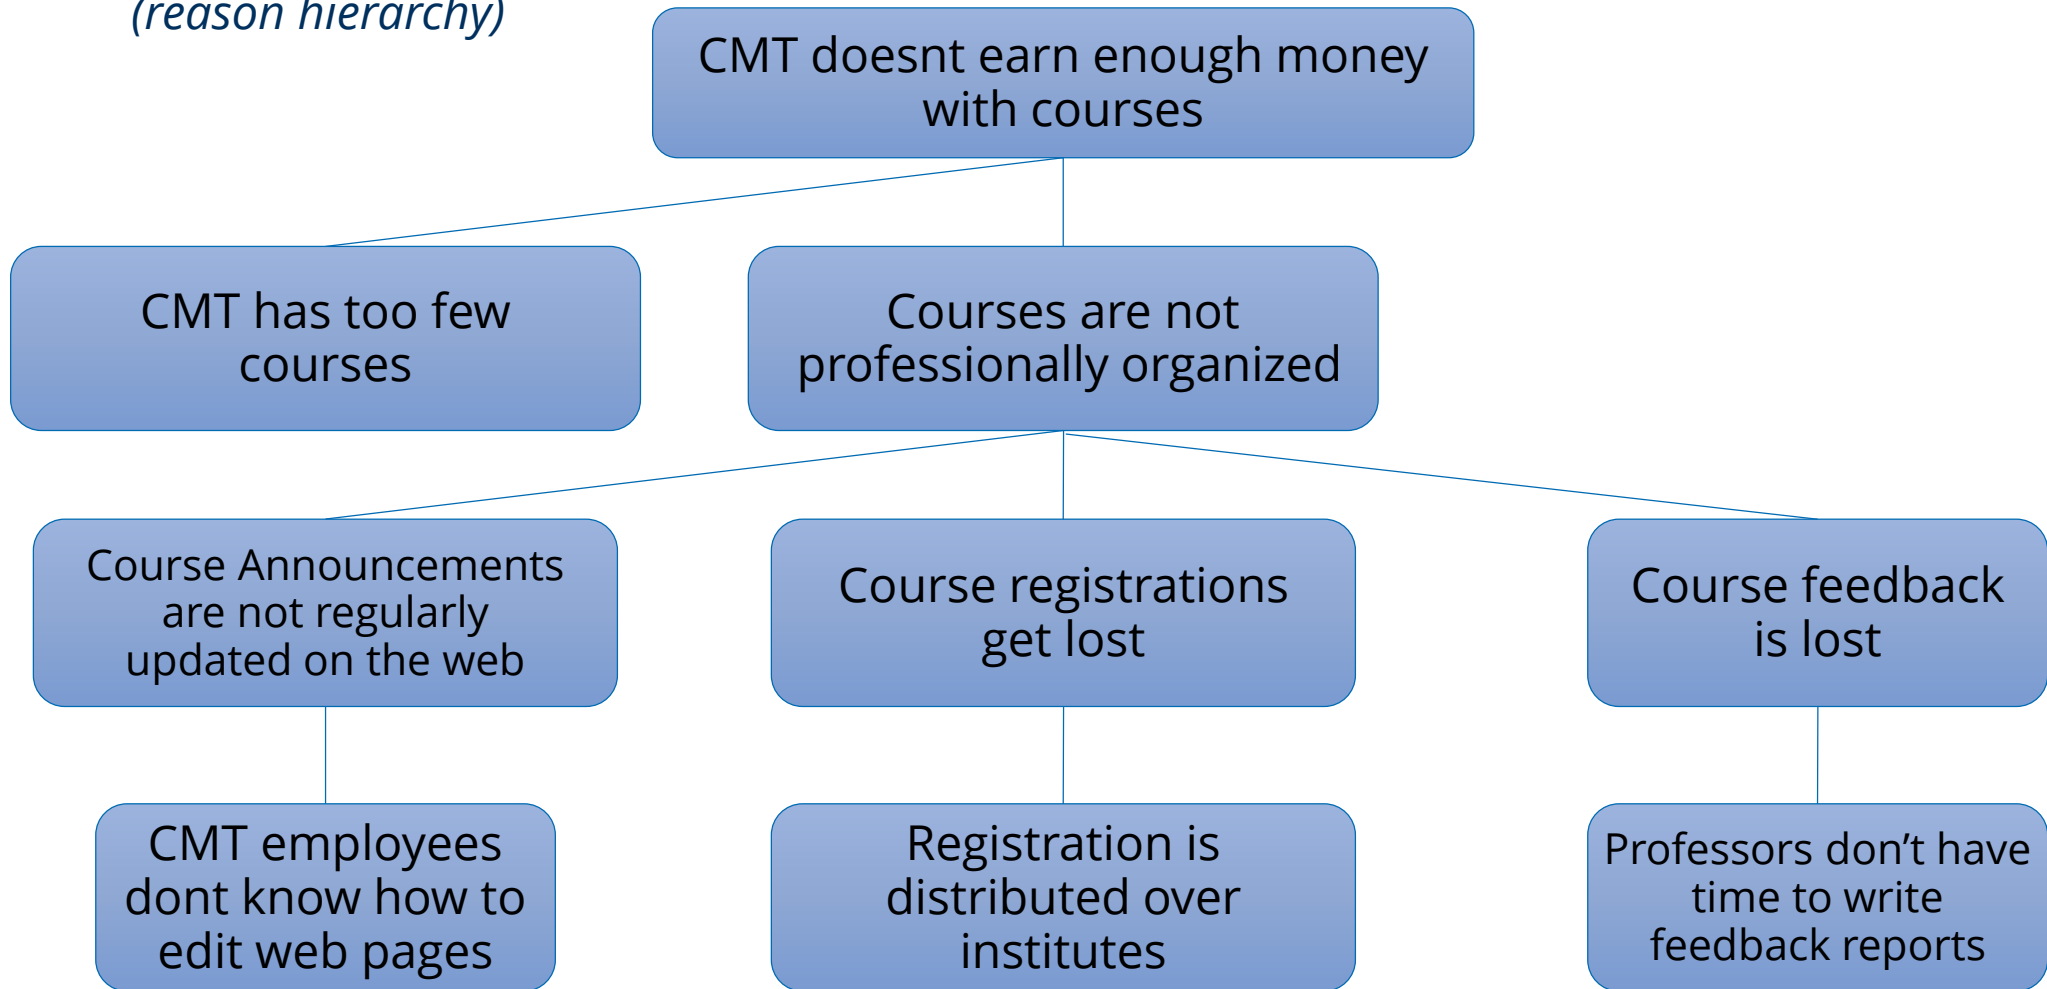 (reason hierarchy)
CMT doesnt earn enough money
with courses
CMT has too few
courses
Courses are not
professionally organized
Course Announcements
are not regularly
updated on the web
Course registrations
get lost
Course feedback
is lost
CMT employees
dont know how to
edit web pages
Registration is
distributed over
institutes
Professors don’t have
time to write
feedback reports